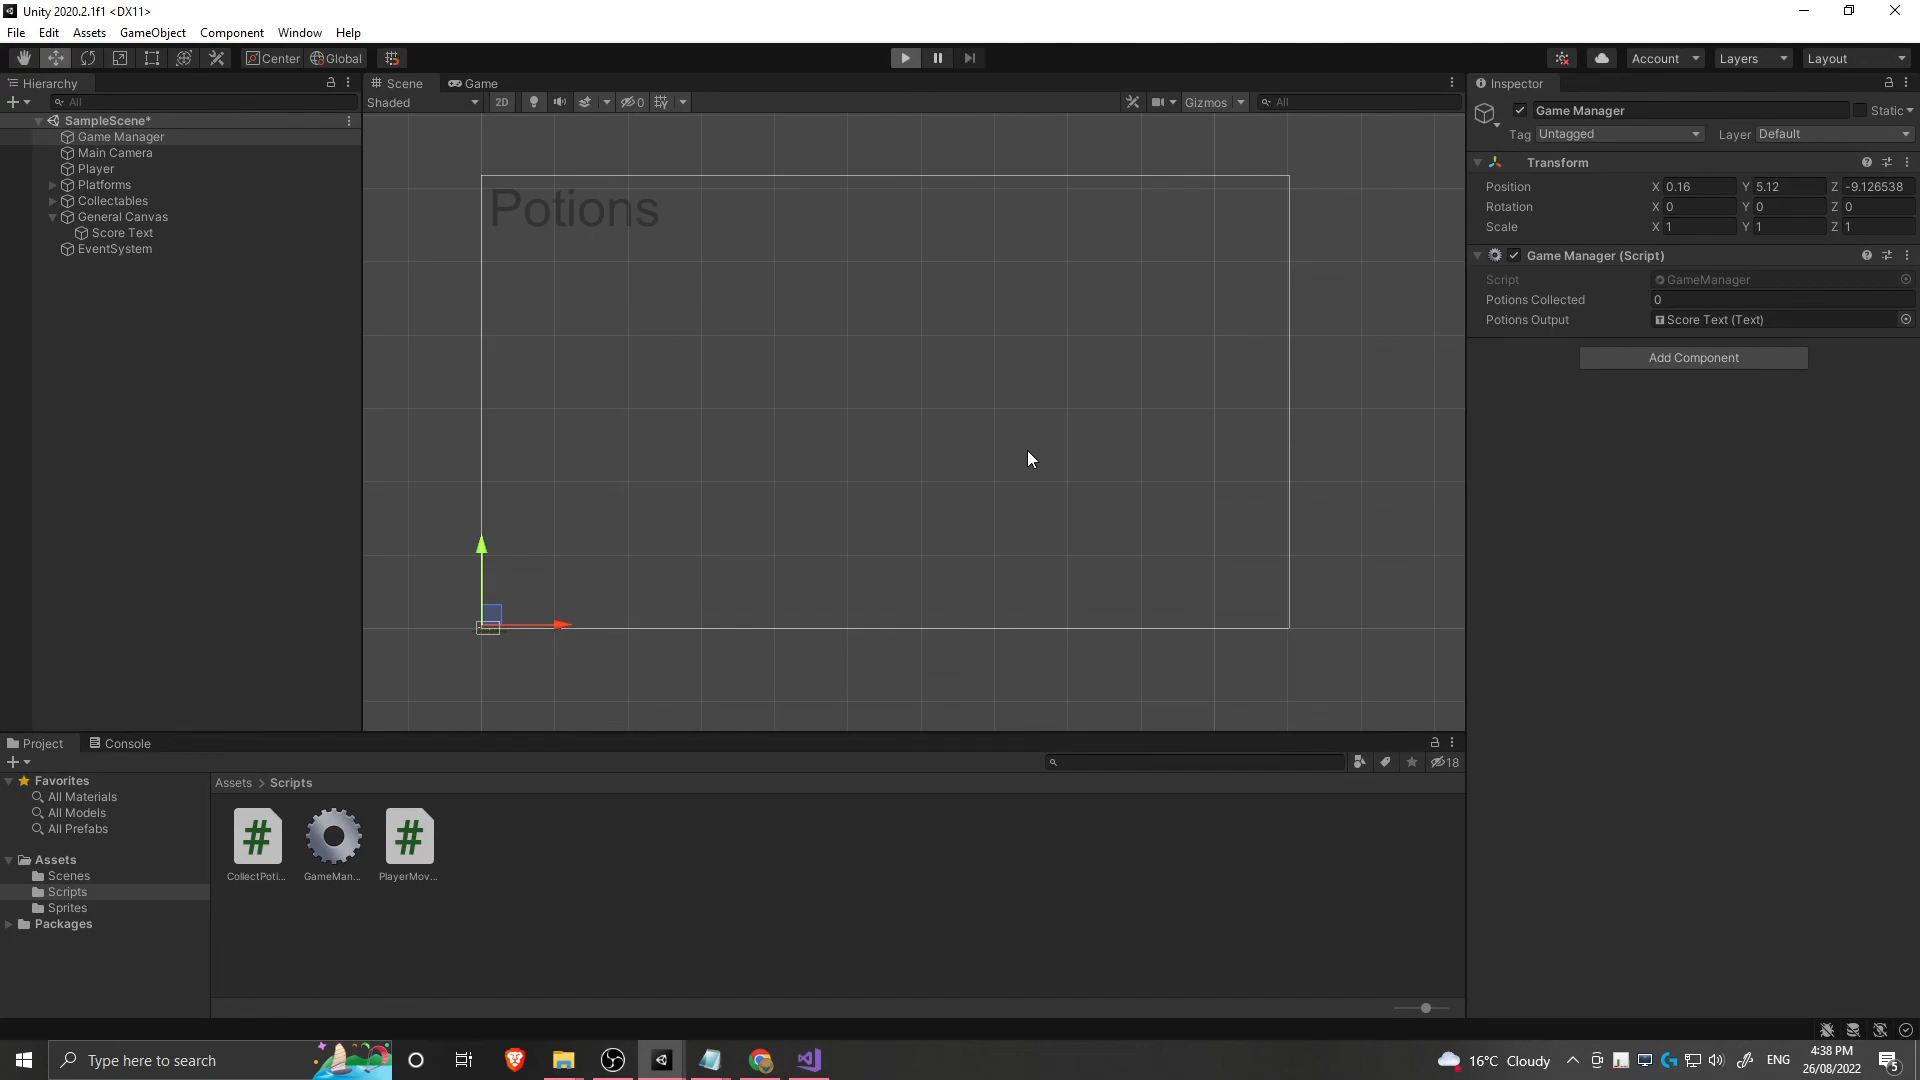 Unity 2020.2.1f1 <DX11>
File Edit Assets GameObject Component Window Help
Center Global Account Layers Layout
Hierarchy
All
SampleScene*
Game Manager
Main Camera
Player
Platforms
Collectables
General Canvas
Score Text
EventSystem
Scene Game
Shaded 2D 0 Gizmos All
Potions
Inspector
Game Manager Static
Tag Untagged Layer Default
Transform
Position X 0.16 Y 5.12 Z -9.126538
Rotation X 0 Y 0 Z 0
Scale X 1 Y 1 Z 1
Game Manager (Script)
Script GameManager
Potions Collected 0
Potions Output Score Text (Text)
Add Component
Project Console
18
Favorites
All Materials
All Models
All Prefabs
Assets
Scenes
Scripts
Sprites
Packages
Assets > Scripts
CollectPoti... GameMan... PlayerMov...
Type here to search
16°C Cloudy
ENG
4:38 PM
26/08/2022
5